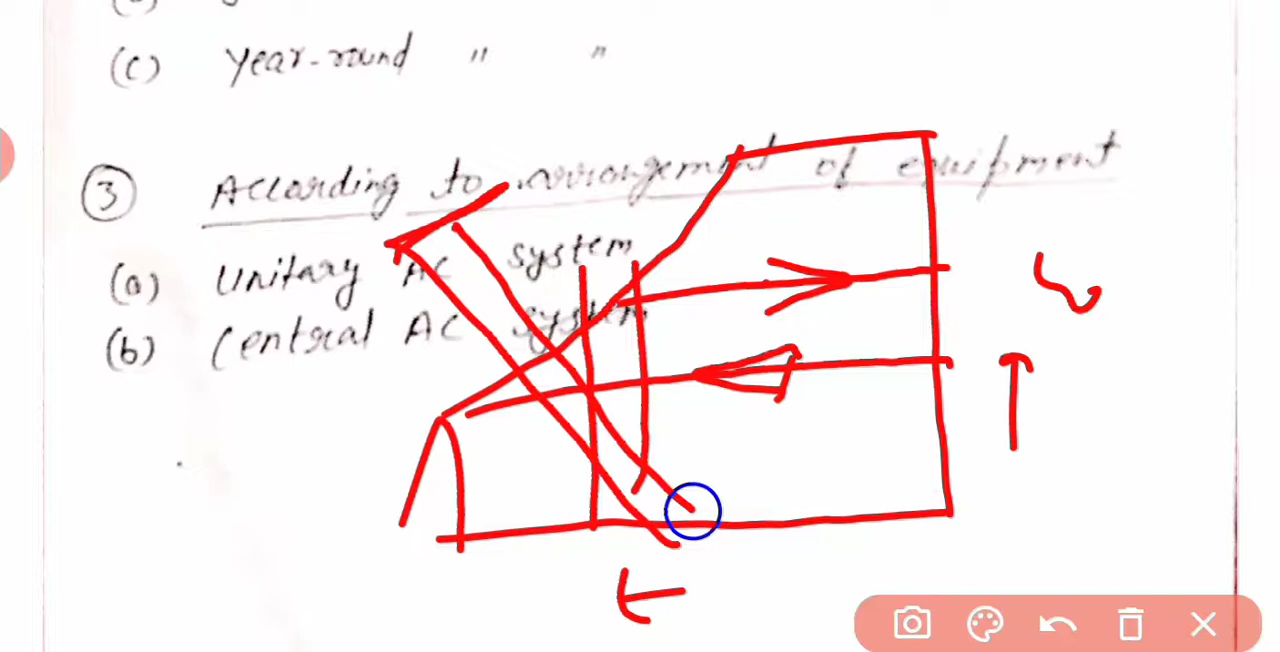 (c) Year-round " "
③ According to arrangement of equipment
(a) Unitary AC system
(b) Central AC system
t
T